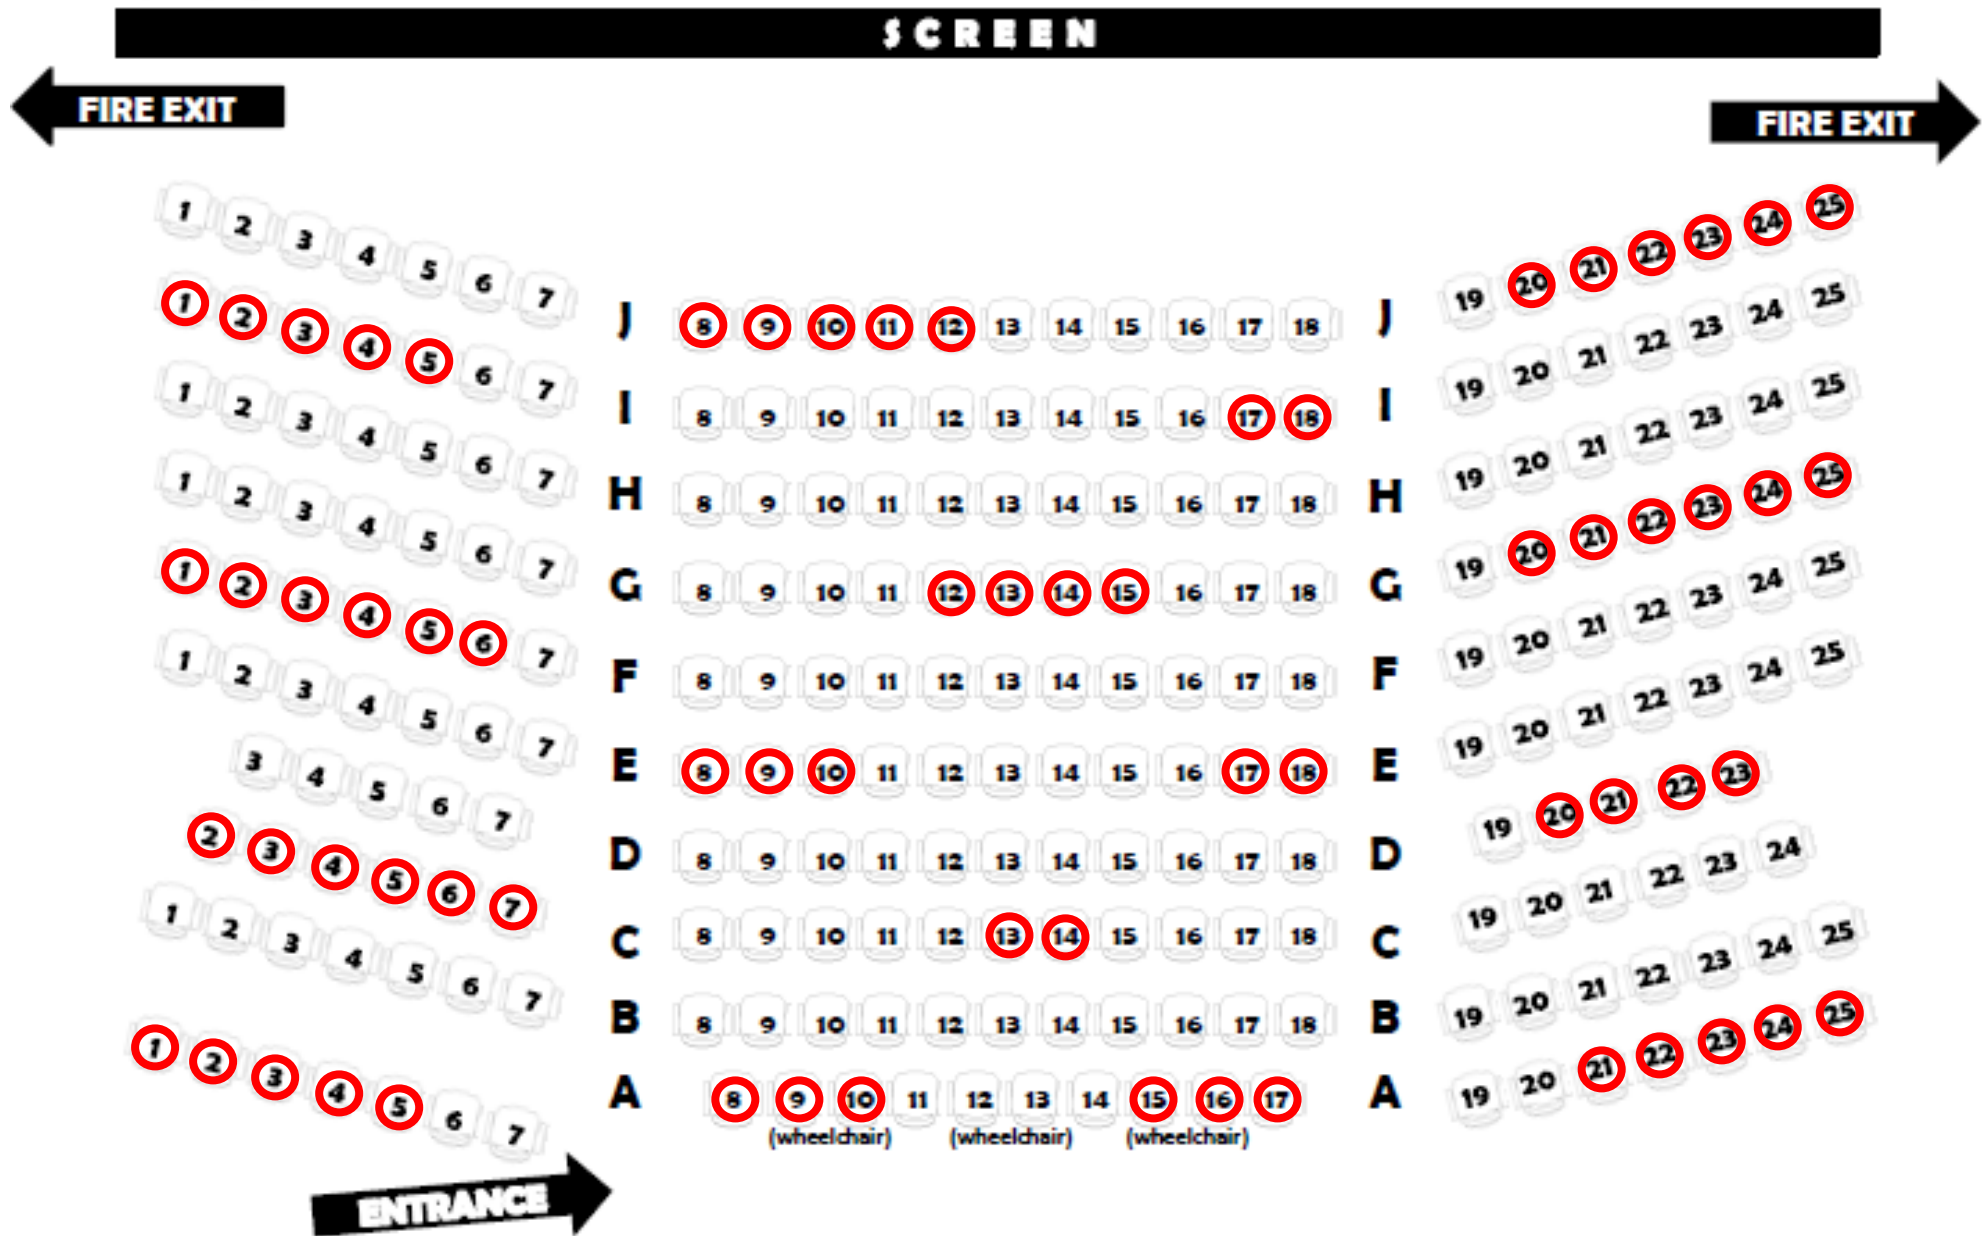 SCREEN
FIRE EXIT
FIRE EXIT
1 2 3 4 5 6 7
J 8 9 10 11 12 13 14 15 16 17 18 J
19 20 21 22 23 24 25
1 2 3 4 5 6 7
I 8 9 10 11 12 13 14 15 16 17 18 I
19 20 21 22 23 24 25
1 2 3 4 5 6 7
H 8 9 10 11 12 13 14 15 16 17 18 H
19 20 21 22 23 24 25
1 2 3 4 5 6 7
G 8 9 10 11 12 13 14 15 16 17 18 G
19 20 21 22 23 24 25
1 2 3 4 5 6 7
F 8 9 10 11 12 13 14 15 16 17 18 F
19 20 21 22 23 24 25
1 2 3 4 5 6 7
E 8 9 10 11 12 13 14 15 16 17 18 E
19 20 21 22 23 24 25
3 4 5 6 7
D 8 9 10 11 12 13 14 15 16 17 18 D
19 20 21 22 23
2 3 4 5 6 7
C 8 9 10 11 12 13 14 15 16 17 18 C
19 20 21 22 23 24
1 2 3 4 5 6 7
B 8 9 10 11 12 13 14 15 16 17 18 B
19 20 21 22 23 24 25
1 2 3 4 5 6 7
A 8 9 10 11 12 13 14 15 16 17 A
19 20 21 22 23 24 25
(wheelchair) (wheelchair) (wheelchair)
ENTRANCE